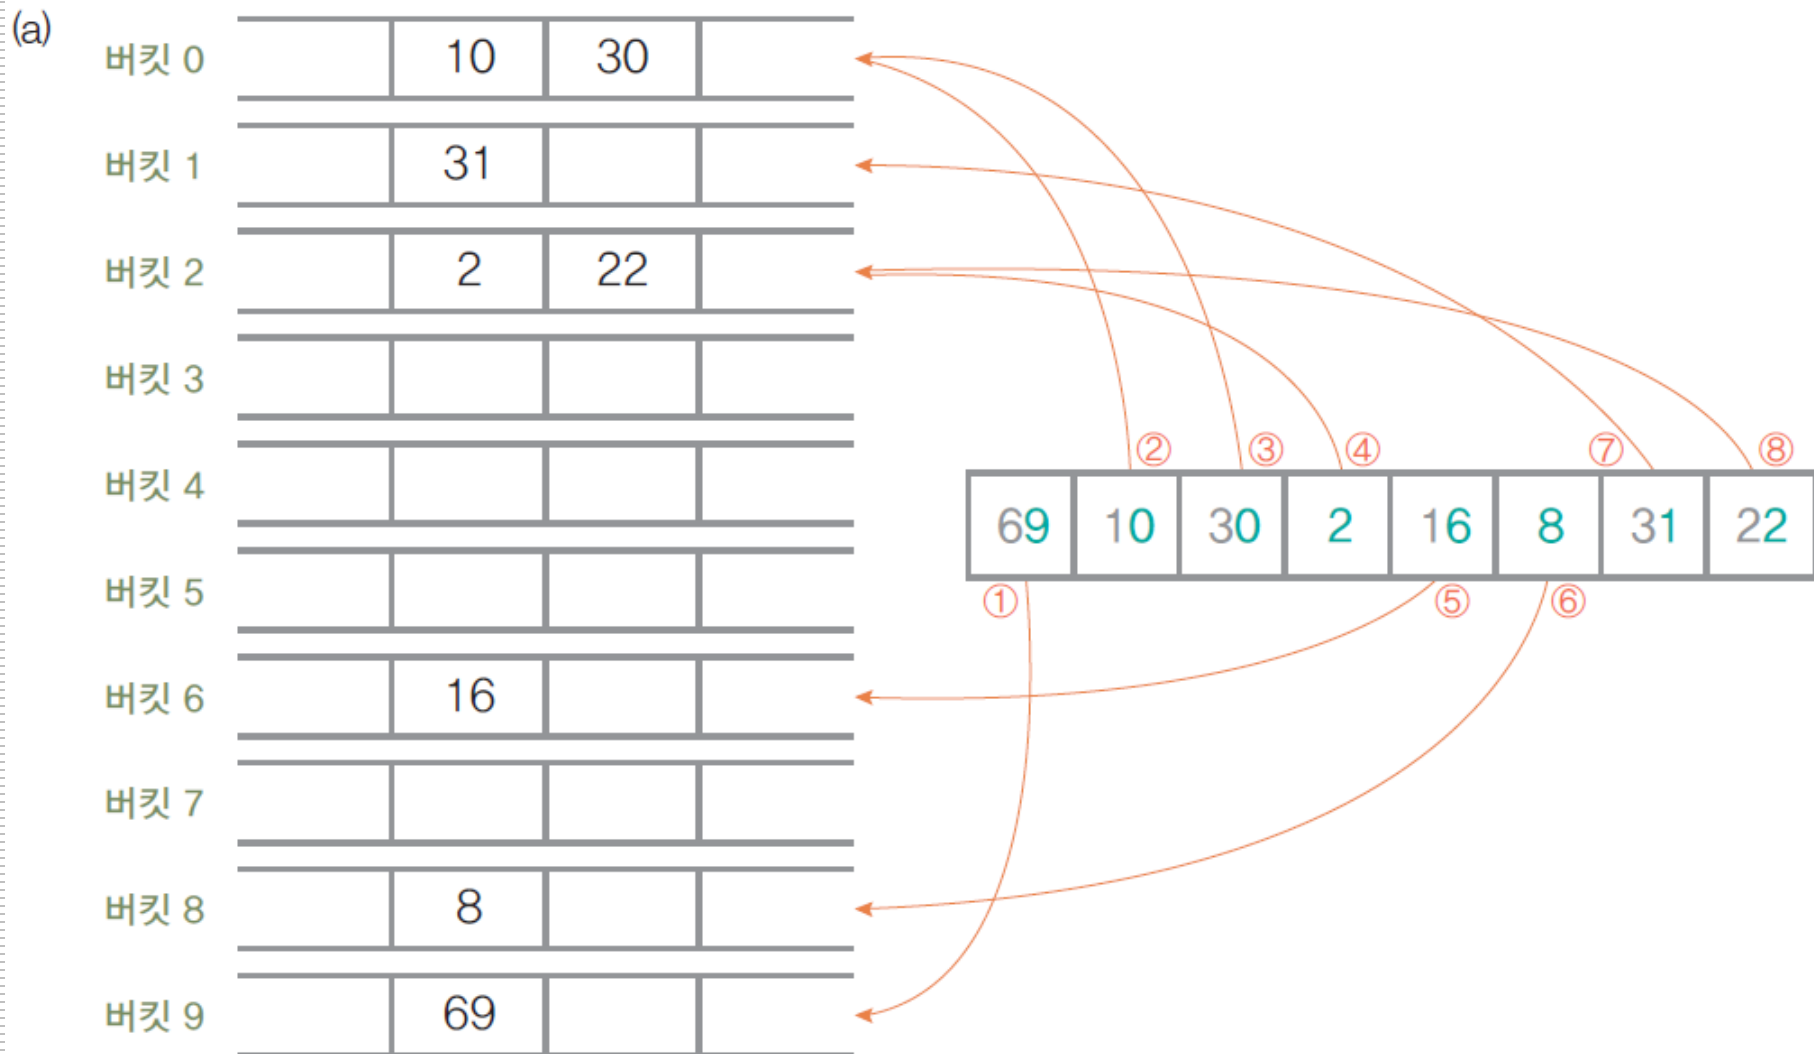 (a)
버킷 0 10 30
버킷 1 31
버킷 2 2 22
버킷 3
버킷 4
② ③ ④ ⑦ ⑧
69 10 30 2 16 8 31 22
① ⑤ ⑥
버킷 5
버킷 6 16
버킷 7
버킷 8 8
버킷 9 69